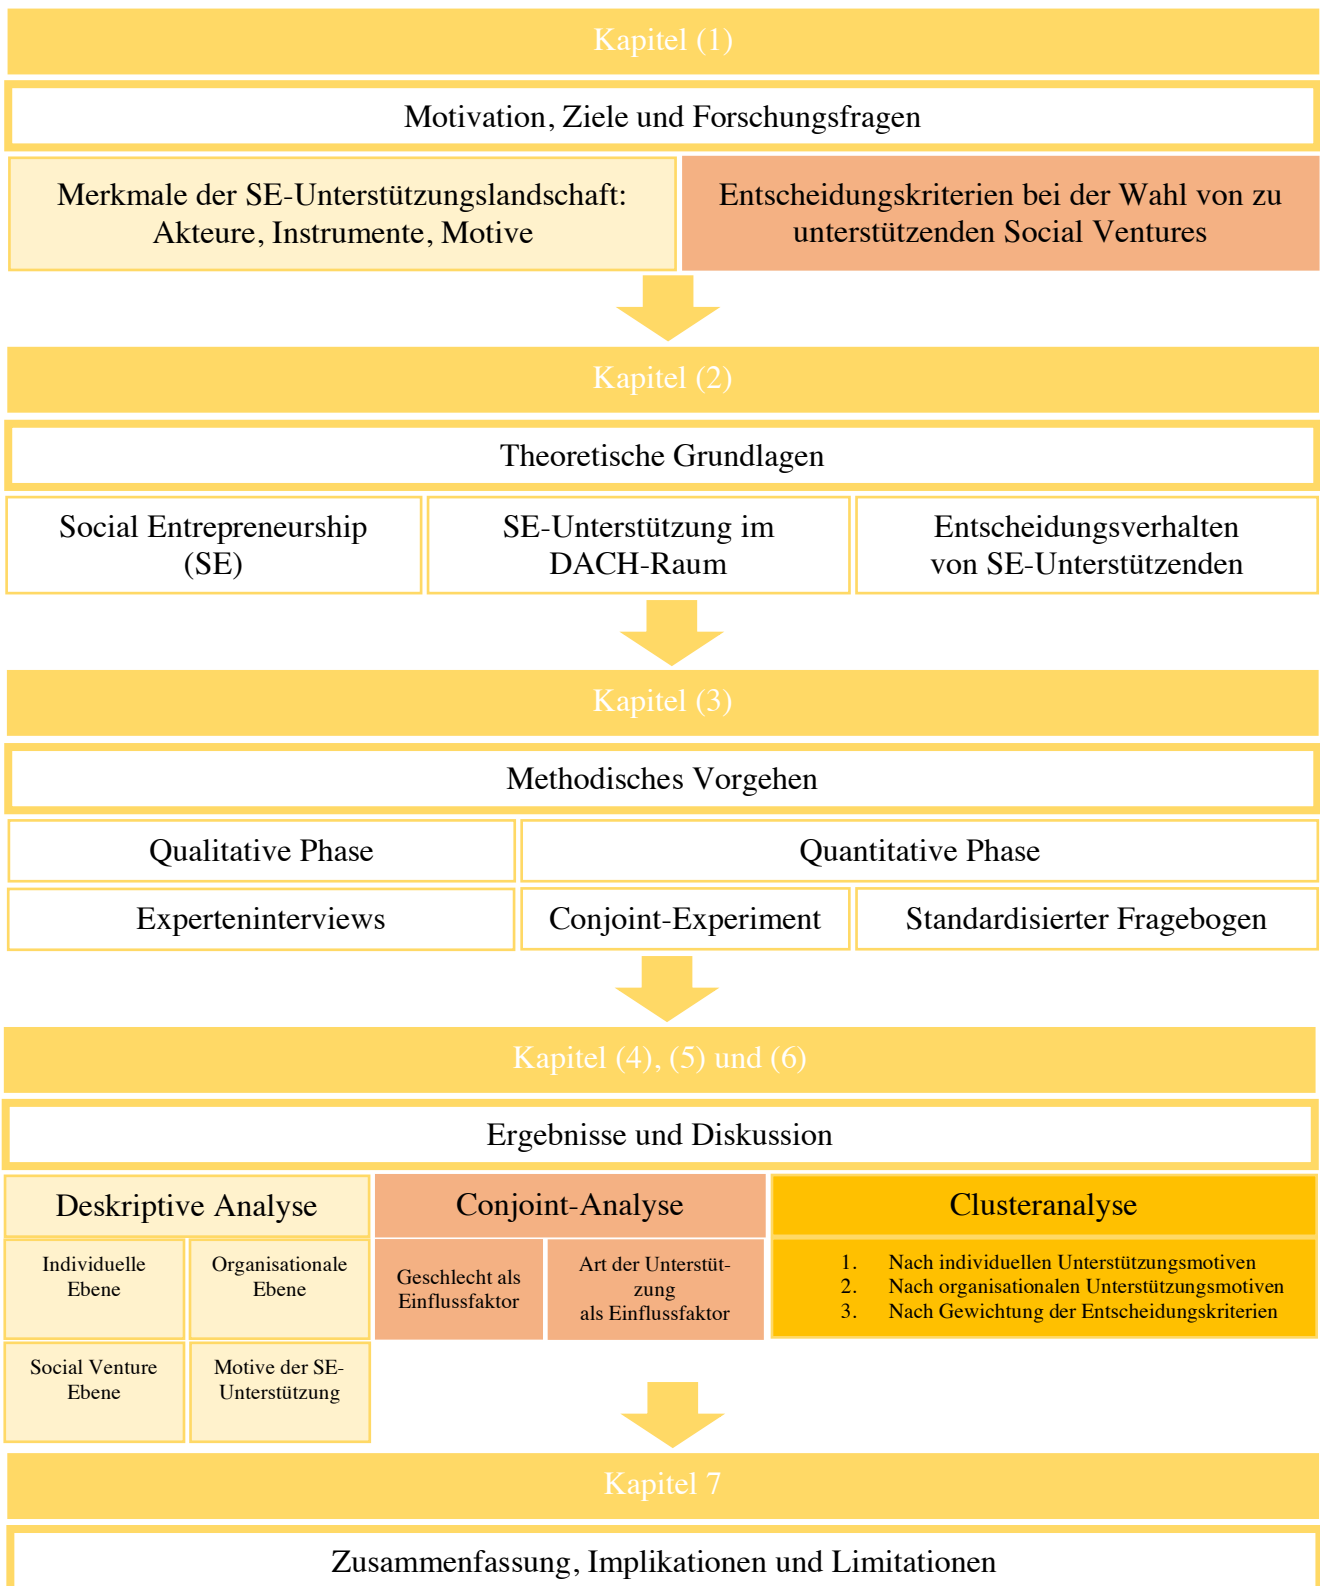 Kapitel (1)
Motivation, Ziele und Forschungsfragen
Merkmale der SE-Unterstützungslandschaft:
Akteure, Instrumente, Motive
Entscheidungskriterien bei der Wahl von zu
unterstützenden Social Ventures
Kapitel (2)
Theoretische Grundlagen
Social Entrepreneurship
(SE)
SE-Unterstützung im
DACH-Raum
Entscheidungsverhalten
von SE-Unterstützenden
Kapitel (3)
Methodisches Vorgehen
Qualitative Phase
Quantitative Phase
Experteninterviews
Conjoint-Experiment
Standardisierter Fragebogen
Kapitel (4), (5) und (6)
Ergebnisse und Diskussion
Deskriptive Analyse
Individuelle
Ebene
Organisationale
Ebene
Social Venture
Ebene
Motive der SE-
Unterstützung
Conjoint-Analyse
Geschlecht als
Einflussfaktor
Art der Unterstüt-
zung
als Einflussfaktor
Clusteranalyse
1. Nach individuellen Unterstützungsmotiven
2. Nach organisationalen Unterstützungsmotiven
3. Nach Gewichtung der Entscheidungskriterien
Kapitel 7
Zusammenfassung, Implikationen und Limitationen